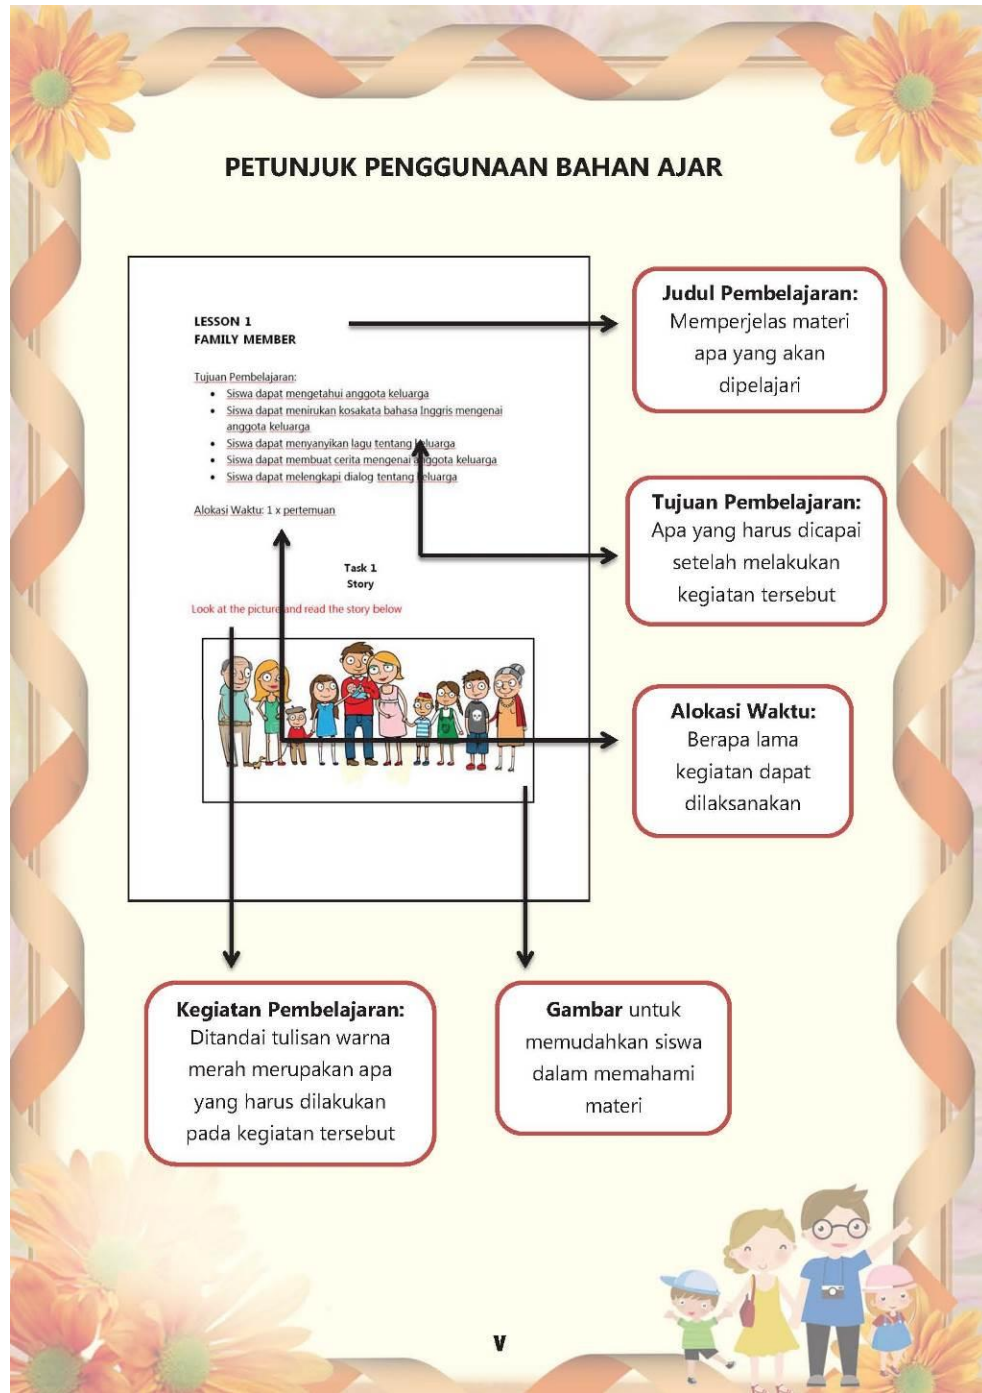 PETUNJUK PENGGUNAAN BAHAN AJAR
LESSON 1
FAMILY MEMBER
Tujuan Pembelajaran:
• Siswa dapat mengetahui anggota keluarga
• Siswa dapat menirukan kosakata bahasa Inggris mengenai
anggota keluarga
• Siswa dapat menyanyikan lagu tentang keluarga
• Siswa dapat membuat cerita mengenai anggota keluarga
• Siswa dapat melengkapi dialog tentang keluarga
Alokasi Waktu: 1 x pertemuan
Task 1
Story
Look at the picture and read the story below
Judul Pembelajaran:
Memperjelas materi
apa yang akan
dipelajari
Tujuan Pembelajaran:
Apa yang harus dicapai
setelah melakukan
kegiatan tersebut
Alokasi Waktu:
Berapa lama
kegiatan dapat
dilaksanakan
Kegiatan Pembelajaran:
Ditandai tulisan warna
merah merupakan apa
yang harus dilakukan
pada kegiatan tersebut
Gambar untuk
memudahkan siswa
dalam memahami
materi
V